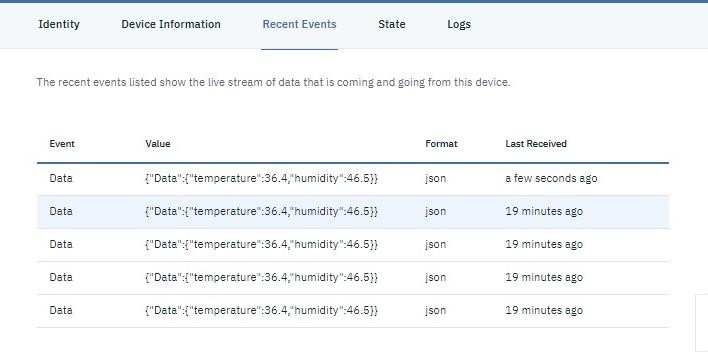 Identity Device Information Recent Events State Logs
The recent events listed show the live stream of data that is coming and going from this device.
Event Value Format Last Received
Data {"Data":{"temperature":36.4,"humidity":46.5}} json a few seconds ago
Data {"Data":{"temperature":36.4,"humidity":46.5}} json 19 minutes ago
Data {"Data":{"temperature":36.4,"humidity":46.5}} json 19 minutes ago
Data {"Data":{"temperature":36.4,"humidity":46.5}} json 19 minutes ago
Data {"Data":{"temperature":36.4,"humidity":46.5}} json 19 minutes ago